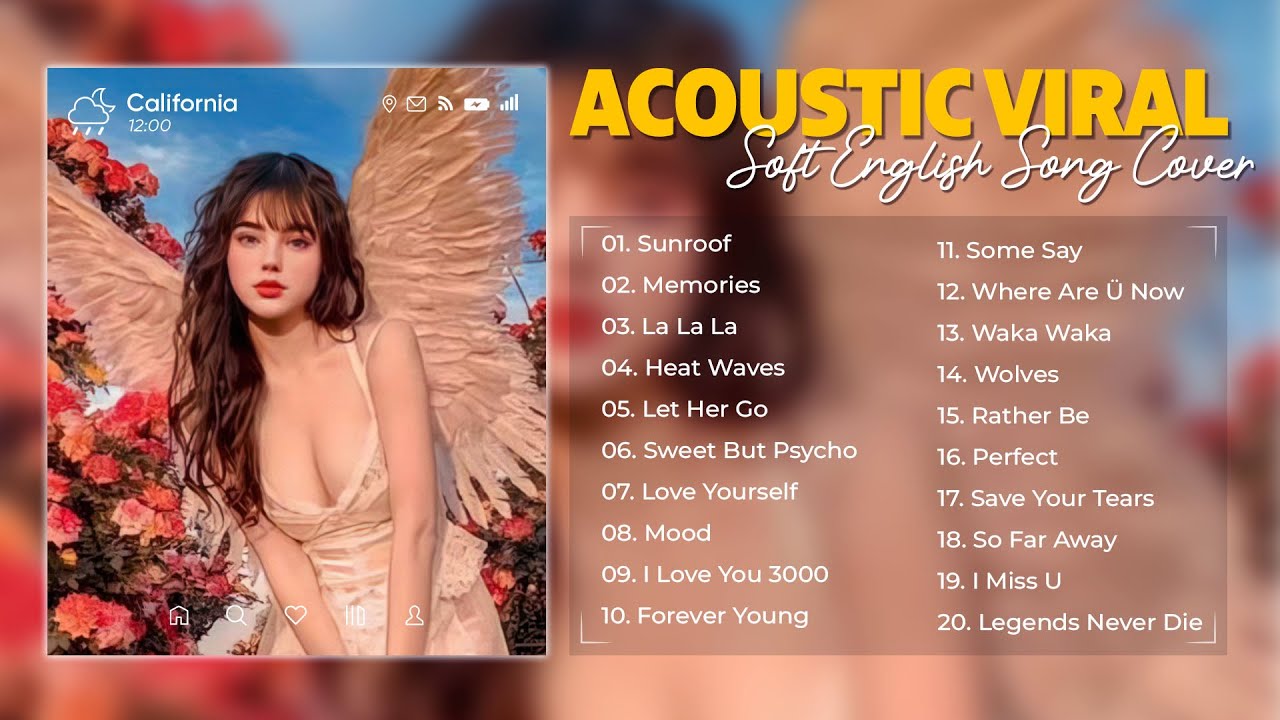 California
12:00
ACOUSTIC VIRAL
Soft English Song Cover
01. Sunroof
02. Memories
03. La La La
04. Heat Waves
05. Let Her Go
06. Sweet But Psycho
07. Love Yourself
08. Mood
09. I Love You 3000
10. Forever Young
11. Some Say
12. Where Are Ü Now
13. Waka Waka
14. Wolves
15. Rather Be
16. Perfect
17. Save Your Tears
18. So Far Away
19. I Miss U
20. Legends Never Die